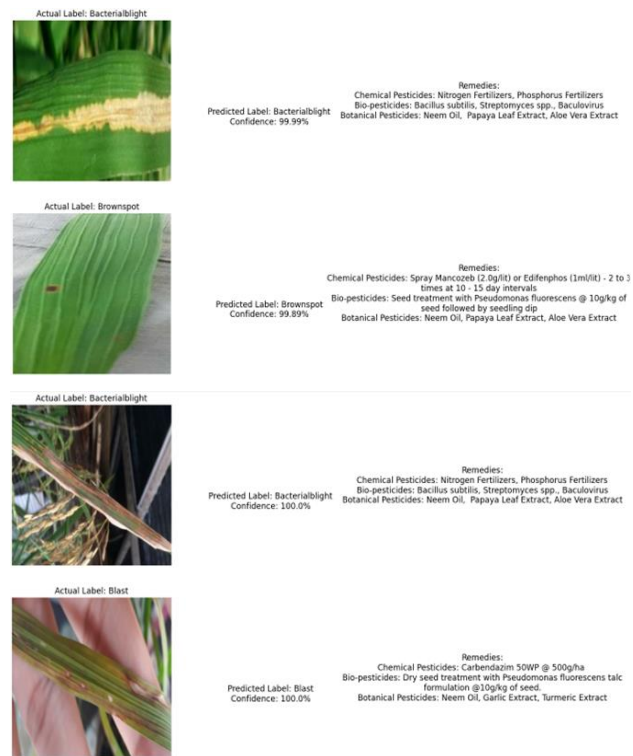 Actual Label: Bacterialblight
Predicted Label: Bacterialblight
Confidence: 99.99%
Remedies:
Chemical Pesticides: Nitrogen Fertilizers, Phosphorus Fertilizers
Bio-pesticides: Bacillus subtilis, Streptomyces spp., Baculovirus
Botanical Pesticides: Neem Oil,  Papaya Leaf Extract, Aloe Vera Extract
Actual Label: Brownspot
Predicted Label: Brownspot
Confidence: 99.89%
Remedies:
Chemical Pesticides: Spray Mancozeb (2.0g/lit) or Edifenphos (1ml/lit) - 2 to 3
times at 10 - 15 day intervals
Bio-pesticides: Seed treatment with Pseudomonas fluorescens @ 10g/kg of
seed followed by seedling dip
Botanical Pesticides: Neem Oil, Papaya Leaf Extract, Aloe Vera Extract
Actual Label: Bacterialblight
Predicted Label: Bacterialblight
Confidence: 100.0%
Remedies:
Chemical Pesticides: Nitrogen Fertilizers, Phosphorus Fertilizers
Bio-pesticides: Bacillus subtilis, Streptomyces spp., Baculovirus
Botanical Pesticides: Neem Oil,  Papaya Leaf Extract, Aloe Vera Extract
Actual Label: Blast
Predicted Label: Blast
Confidence: 100.0%
Remedies:
Chemical Pesticides: Carbendazim 50WP @ 500g/ha
Bio-pesticides: Dry seed treatment with Pseudomonas fluorescens talc
formulation @10g/kg of seed.
Botanical Pesticides: Neem Oil, Garlic Extract, Turmeric Extract